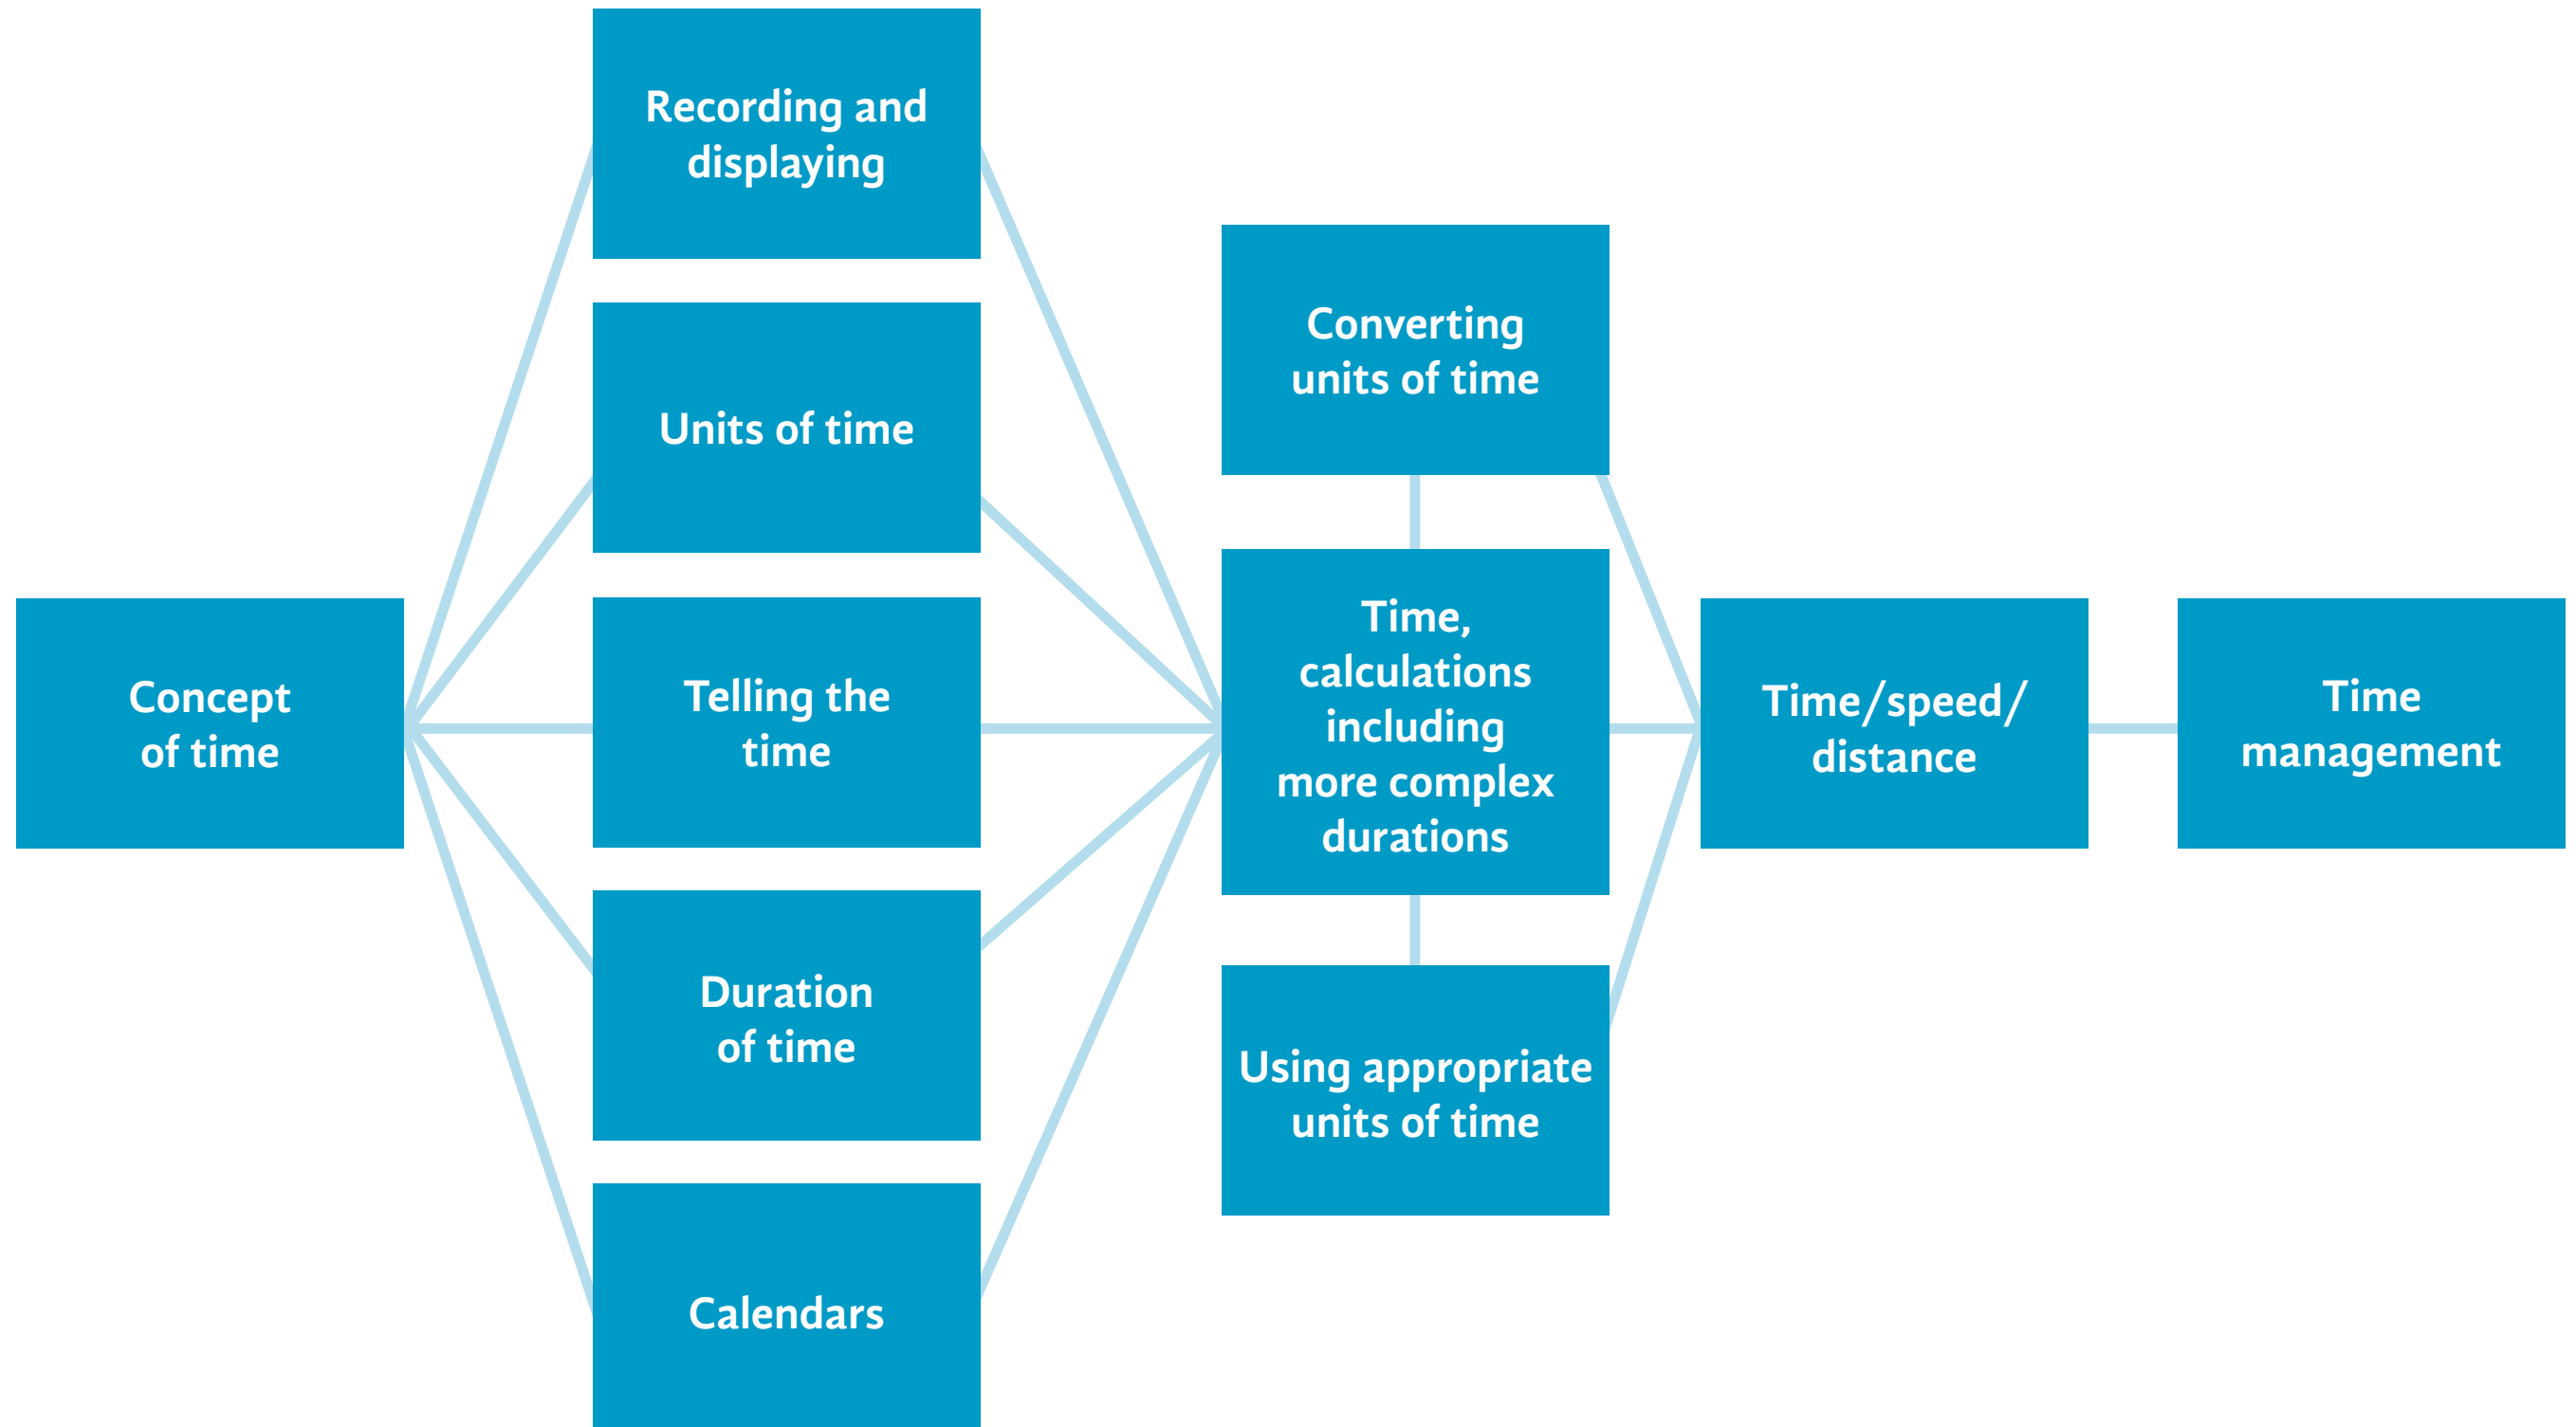 Concept
of time
Recording and
displaying
Units of time
Telling the
time
Duration
of time
Calendars
Converting
units of time
Time,
calculations
including
more complex
durations
Using appropriate
units of time
Time/speed/
distance
Time
management